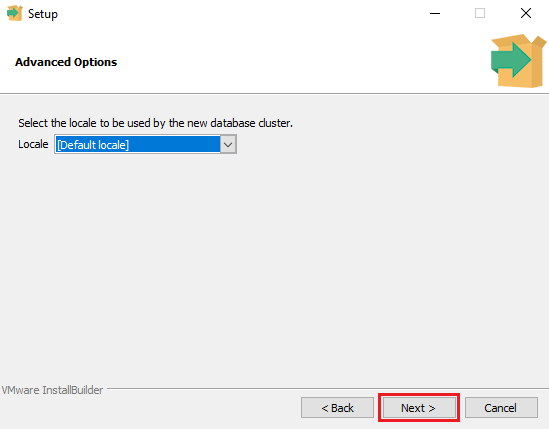 Setup
Advanced Options
Select the locale to be used by the new database cluster.
Locale [Default locale]
VMware InstallBuilder
< Back Next > Cancel